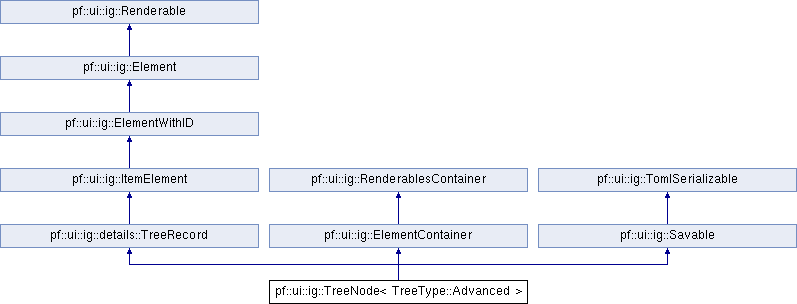 pf::ui::ig::Renderable
pf::ui::ig::Element
pf::ui::ig::ElementWithID
pf::ui::ig::ItemElement
pf::ui::ig::RenderablesContainer
pf::ui::ig::TomlSerializable
pf::ui::ig::details::TreeRecord
pf::ui::ig::ElementContainer
pf::ui::ig::Savable
pf::ui::ig::TreeNode< TreeType::Advanced >